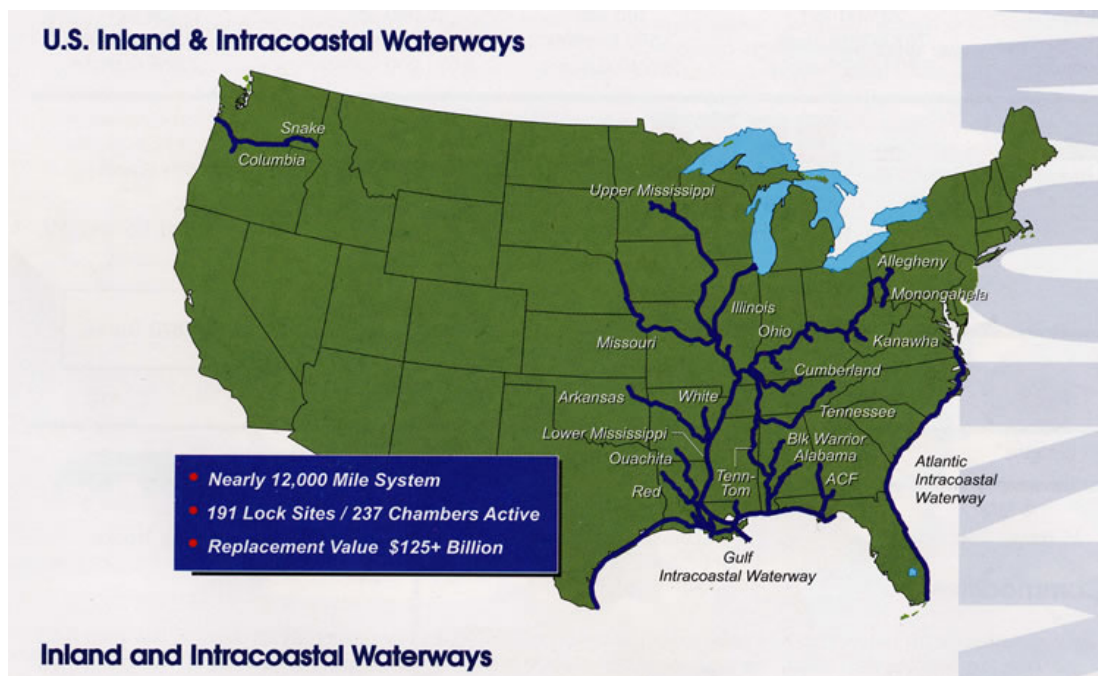 U.S. Inland & Intracoastal Waterways
Snake
Columbia
Upper Mississippi
Allegheny
Monongahela
Illinois
Ohio
Missouri
Kanawha
Cumberland
Arkansas
White
Tennessee
Lower Mississippi
Blk Warrior
Alabama
Ouachita
Tenn-
Tom
ACF
Red
Atlantic
Intracoastal
Waterway
• Nearly 12,000 Mile System
• 191 Lock Sites / 237 Chambers Active
• Replacement Value $125+ Billion
Gulf
Intracoastal Waterway
Inland and Intracoastal Waterways